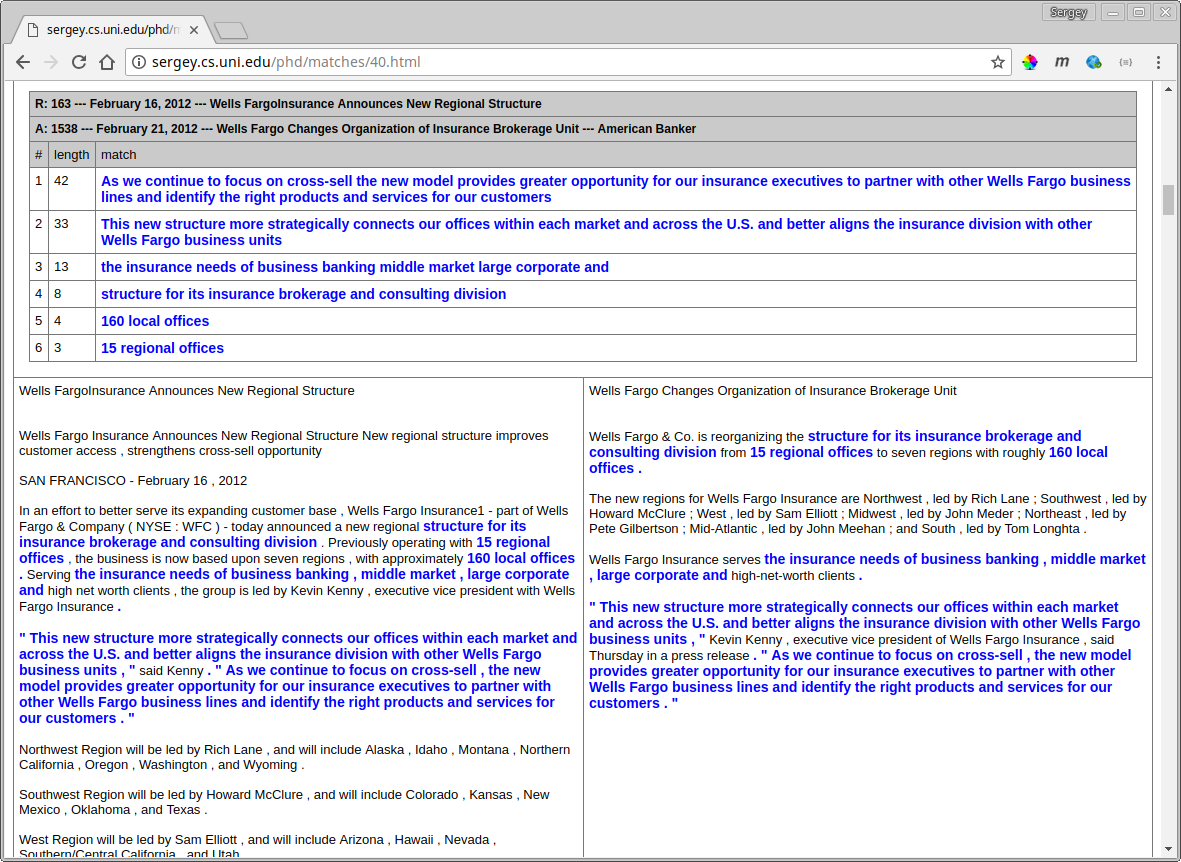 Sergey
sergey.cs.uni.edu/phd/m
sergey.cs.uni.edu/phd/matches/40.html
m
R: 163 --- February 16, 2012 --- Wells FargoInsurance Announces New Regional Structure
A: 1538 --- February 21, 2012 --- Wells Fargo Changes Organization of Insurance Brokerage Unit --- American Banker
# length match
1 42 As we continue to focus on cross-sell the new model provides greater opportunity for our insurance executives to partner with other Wells Fargo business
lines and identify the right products and services for our customers
2 33 This new structure more strategically connects our offices within each market and across the U.S. and better aligns the insurance division with other
Wells Fargo business units
3 13 the insurance needs of business banking middle market large corporate and
4 8 structure for its insurance brokerage and consulting division
5 4 160 local offices
6 3 15 regional offices
Wells FargoInsurance Announces New Regional Structure
Wells Fargo Insurance Announces New Regional Structure New regional structure improves
customer access , strengthens cross-sell opportunity
SAN FRANCISCO - February 16 , 2012
In an effort to better serve its expanding customer base , Wells Fargo Insurance1 - part of Wells
Fargo & Company ( NYSE : WFC ) - today announced a new regional structure for its
insurance brokerage and consulting division . Previously operating with 15 regional
offices , the business is now based upon seven regions , with approximately 160 local offices
. Serving the insurance needs of business banking , middle market , large corporate
and high net worth clients , the group is led by Kevin Kenny , executive vice president with Wells
Fargo Insurance .
" This new structure more strategically connects our offices within each market and
across the U.S. and better aligns the insurance division with other Wells Fargo
business units , " said Kenny . " As we continue to focus on cross-sell , the new
model provides greater opportunity for our insurance executives to partner with
other Wells Fargo business lines and identify the right products and services for
our customers . "
Northwest Region will be led by Rich Lane , and will include Alaska , Idaho , Montana , Northern
California , Oregon , Washington , and Wyoming .
Southwest Region will be led by Howard McClure , and will include Colorado , Kansas , New
Mexico , Oklahoma , and Texas .
West Region will be led by Sam Elliott , and will include Arizona , Hawaii , Nevada ,
Southern/Central California , and Utah
Wells Fargo Changes Organization of Insurance Brokerage Unit
Wells Fargo & Co. is reorganizing the structure for its insurance brokerage and
consulting division from 15 regional offices to seven regions with roughly 160 local
offices .
The new regions for Wells Fargo Insurance are Northwest , led by Rich Lane ; Southwest , led by
Howard McClure ; West , led by Sam Elliott ; Midwest , led by John Meder ; Northeast , led by
Pete Gilbertson ; Mid-Atlantic , led by John Meehan ; and South , led by Tom Longhta .
Wells Fargo Insurance serves the insurance needs of business banking , middle market
, large corporate and high-net-worth clients .
" This new structure more strategically connects our offices within each market
and across the U.S. and better aligns the insurance division with other Wells Fargo
business units , " Kevin Kenny , executive vice president of Wells Fargo Insurance , said
Thursday in a press release . " As we continue to focus on cross-sell , the new model
provides greater opportunity for our insurance executives to partner with other
Wells Fargo business lines and identify the right products and services for our
customers . "